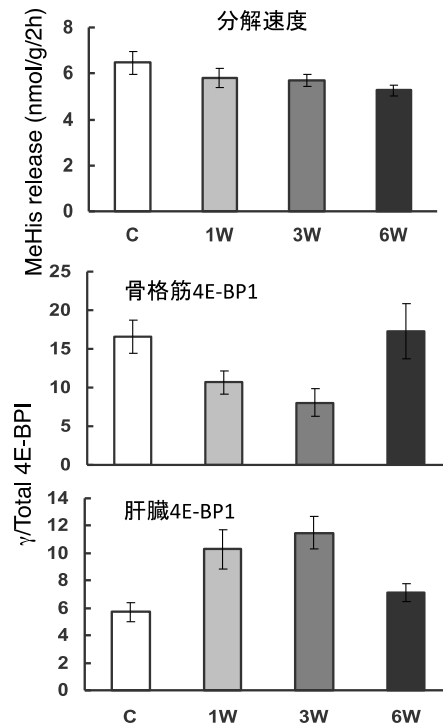 分解速度
MeHis release (nmol/g/2h)
8
6
4
2
0
C 1W 3W 6W
骨格筋4E-BP1
γ/Total 4E-BPI
25
20
15
10
5
0
肝臓4E-BP1
14
12
10
8
6
4
2
0
C 1W 3W 6W